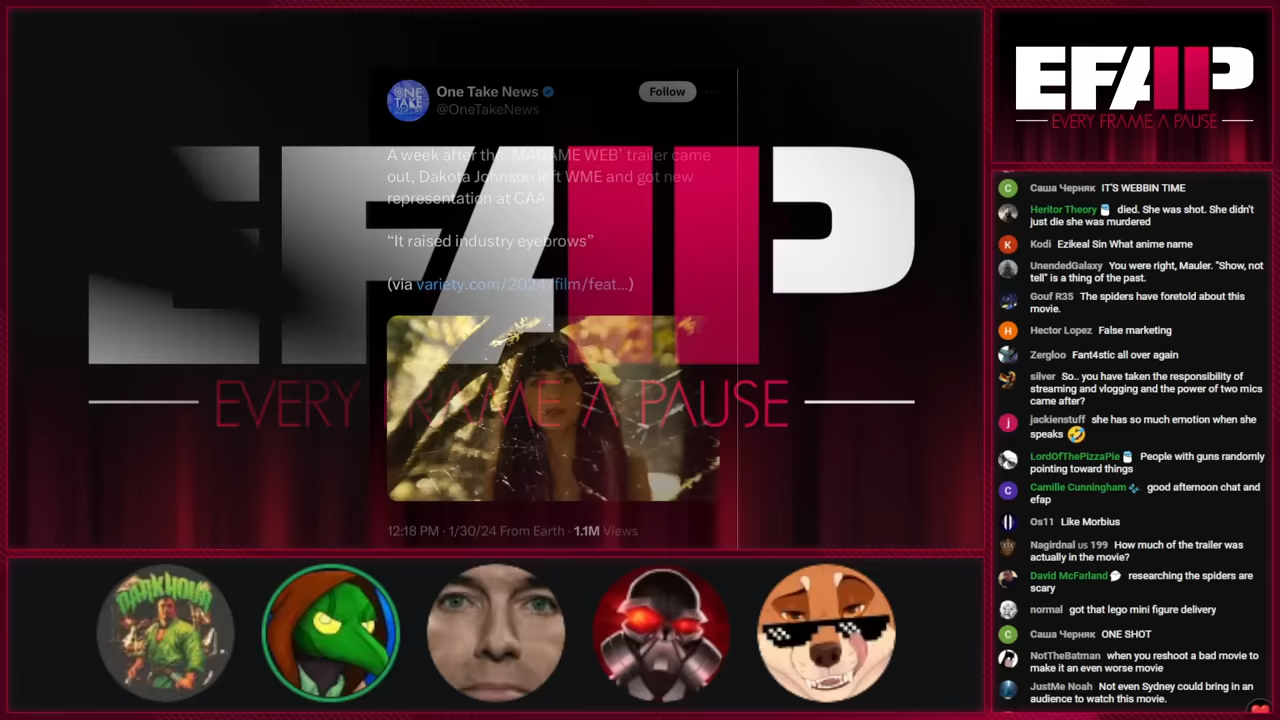 One Take News
@OneTakeNews
Follow
ONE
TAKE
NEWS
A week after the 'MADAME WEB' trailer came
out, Dakota Johnson left WME and got new
representation at CAA
“It raised industry eyebrows”
(via variety.com/2024/film/feat...)
12:18 PM · 1/30/24 From Earth · 1.1M Views
EFAP
EVERY FRAME A PAUSE
DARKHOUR
EFAP
EVERY FRAME A PAUSE
Саша Черняк IT'S WEBBIN TIME
Heritor Theory died. She was shot. She didn't
just die she was murdered
Kodi Ezikeal Sin What anime name
UnendedGalaxy You were right, Mauler. "Show, not
tell" is a thing of the past.
Gouf R35 The spiders have foretold about this
movie.
Hector Lopez False marketing
Zergloo Fant4stic all over again
silver So.. you have taken the responsibility of
streaming and vlogging and the power of two mics
came after?
jackienstuff she has so much emotion when she
speaks 🤣
LordOfThePizzaPie People with guns randomly
pointing toward things
Camille Cunningham good afternoon chat and
efap
Os11 Like Morbius
Nagirdnal us 199 How much of the trailer was
actually in the movie?
David McFarland researching the spiders are
scary
normal got that lego mini figure delivery
Саша Черняк ONE SHOT
NotTheBatman when you reshoot a bad movie to
make it an even worse movie
JustMe Noah Not even Sydney could bring in an
audience to watch this movie.